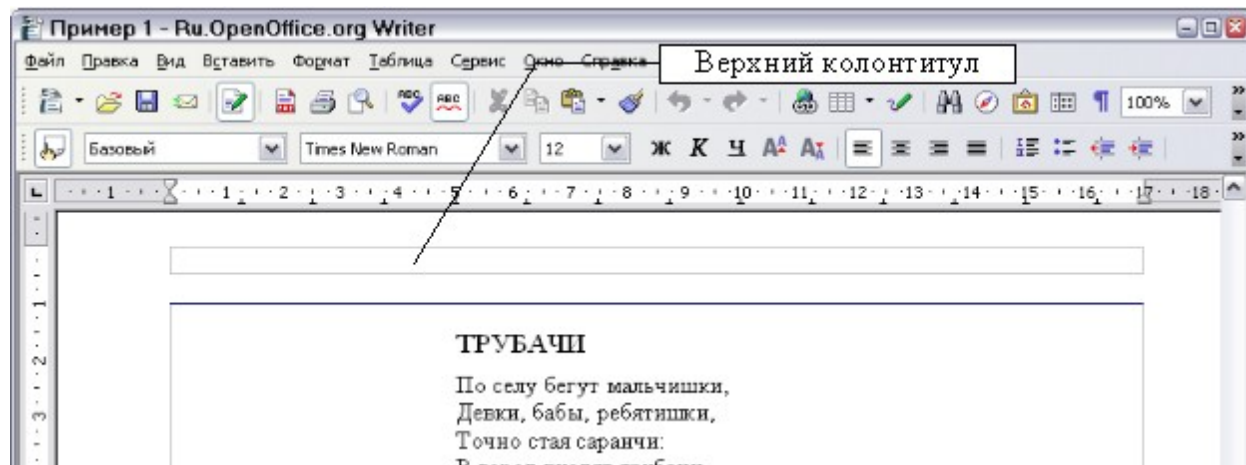 Пример 1 - Ru.OpenOffice.org Writer
Файл Правка Вид Вставить Формат Таблица Сервис Окно Справка
Верхний колонтитул
100%
Базовый Times New Roman 12 Ж К Ч
1 1 2 3 4 5 6 7 8 9 10 11 12 13 14 15 16 17 18
1
2
3
ТРУБАЧИ
По селу бегут мальчишки,
Девки, бабы, ребятишки,
Точно стая саранчи: